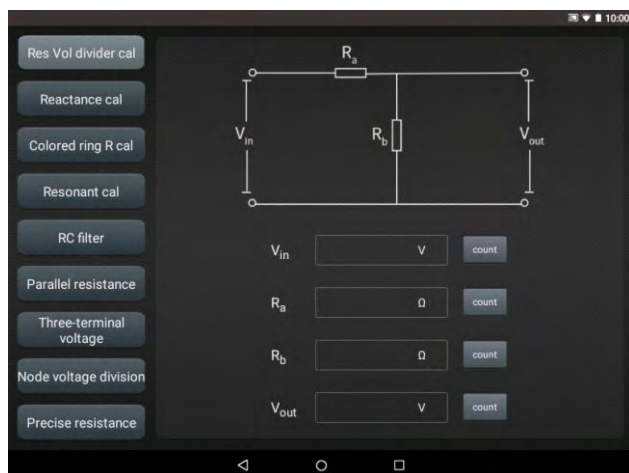 10:00
Res Vol divider cal
Reactance cal
Colored ring R cal
Resonant cal
RC filter
Parallel resistance
Three-terminal
voltage
Node voltage division
Precise resistance
Ra
Vin
Rb
Vout
Vin V count
Ra Ω count
Rb Ω count
Vout V count